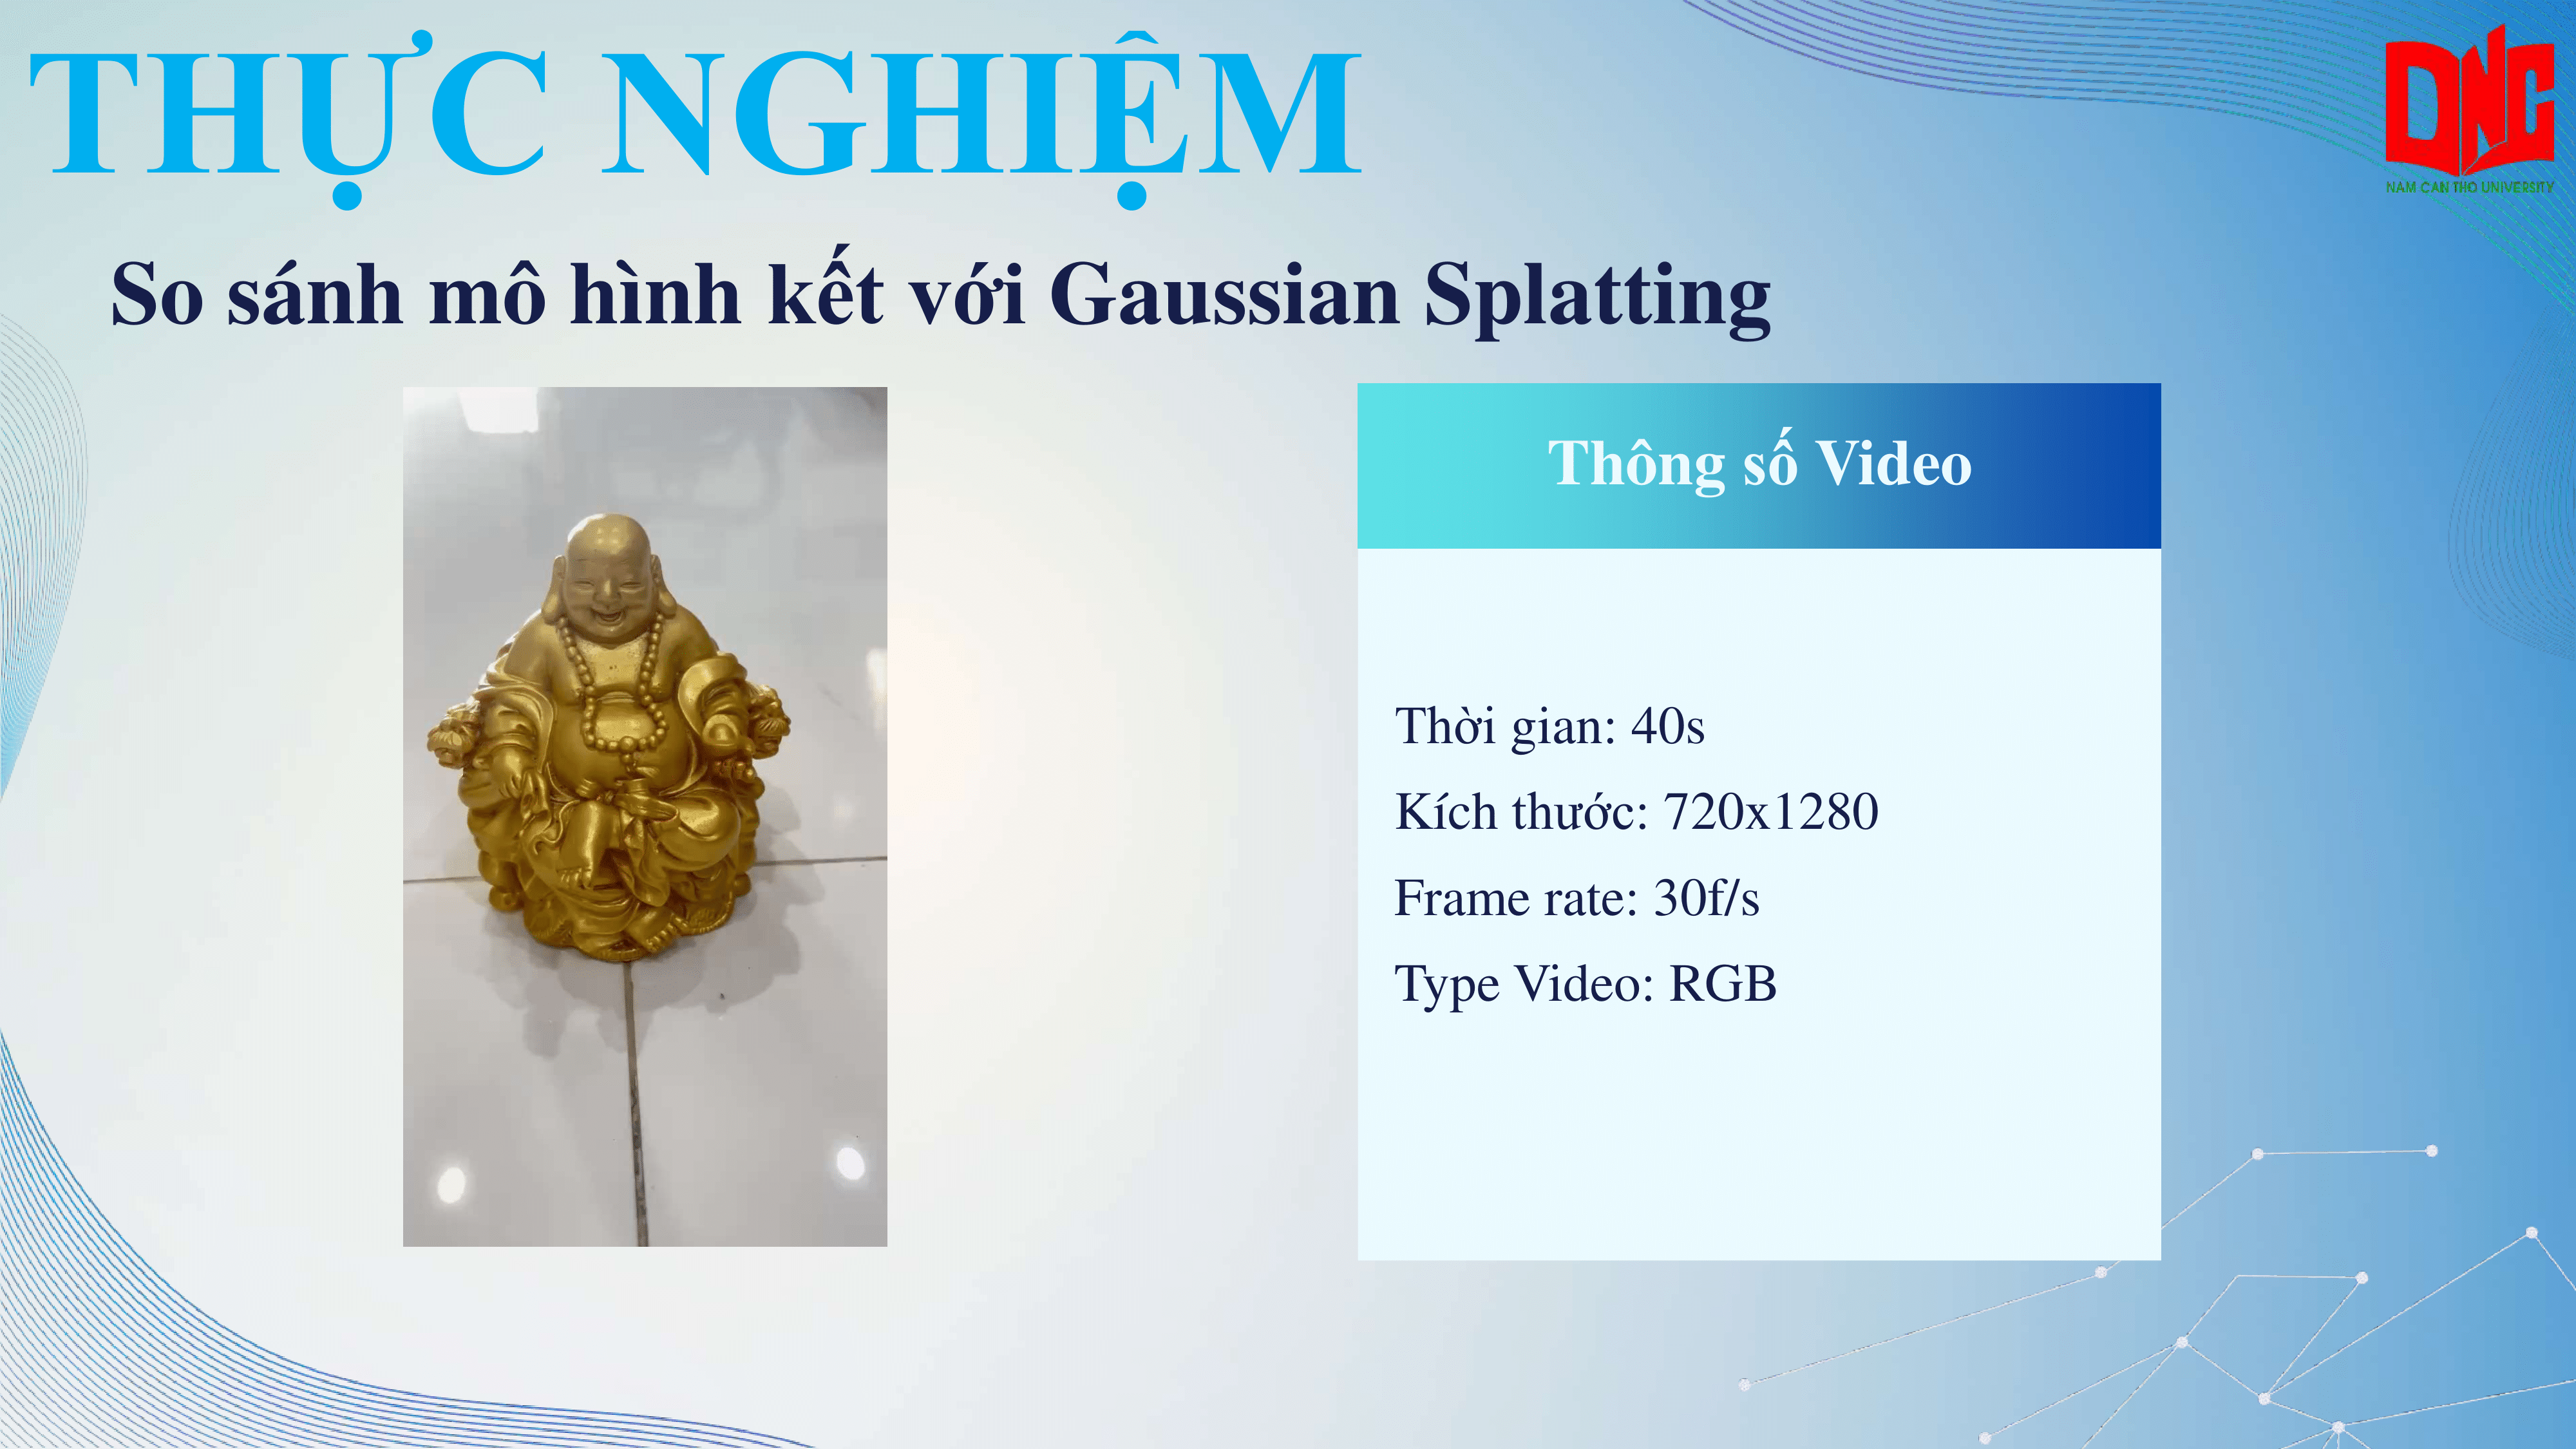 THỰC NGHIỆM
NAM CAN THO UNIVERSITY
DNC
So sánh mô hình kết với Gaussian Splatting
Thông số Video
Thời gian: 40s
Kích thước: 720x1280
Frame rate: 30f/s
Type Video: RGB